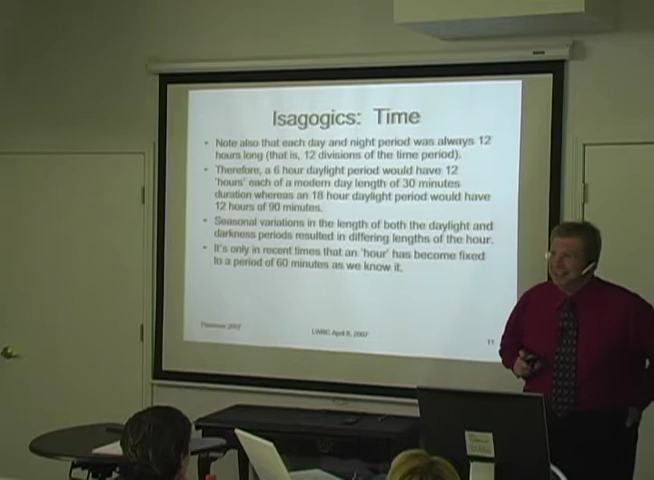 Isagogics: Time
• Note also that each day and night period was always 12
hours long (that is, 12 divisions of the time period).
• Therefore, a 6 hour daylight period would have 12
'hours' each of a modern day length of 30 minutes
duration whereas an 18 hour daylight period would have
12 hours of 90 minutes.
• Seasonal variations in the length of both the daylight and
darkness periods resulted in differing lengths of the hour.
• It's only in recent times that an 'hour' has become fixed
to a period of 60 minutes as we know it.
2007
LWBC April 8, 2007
11